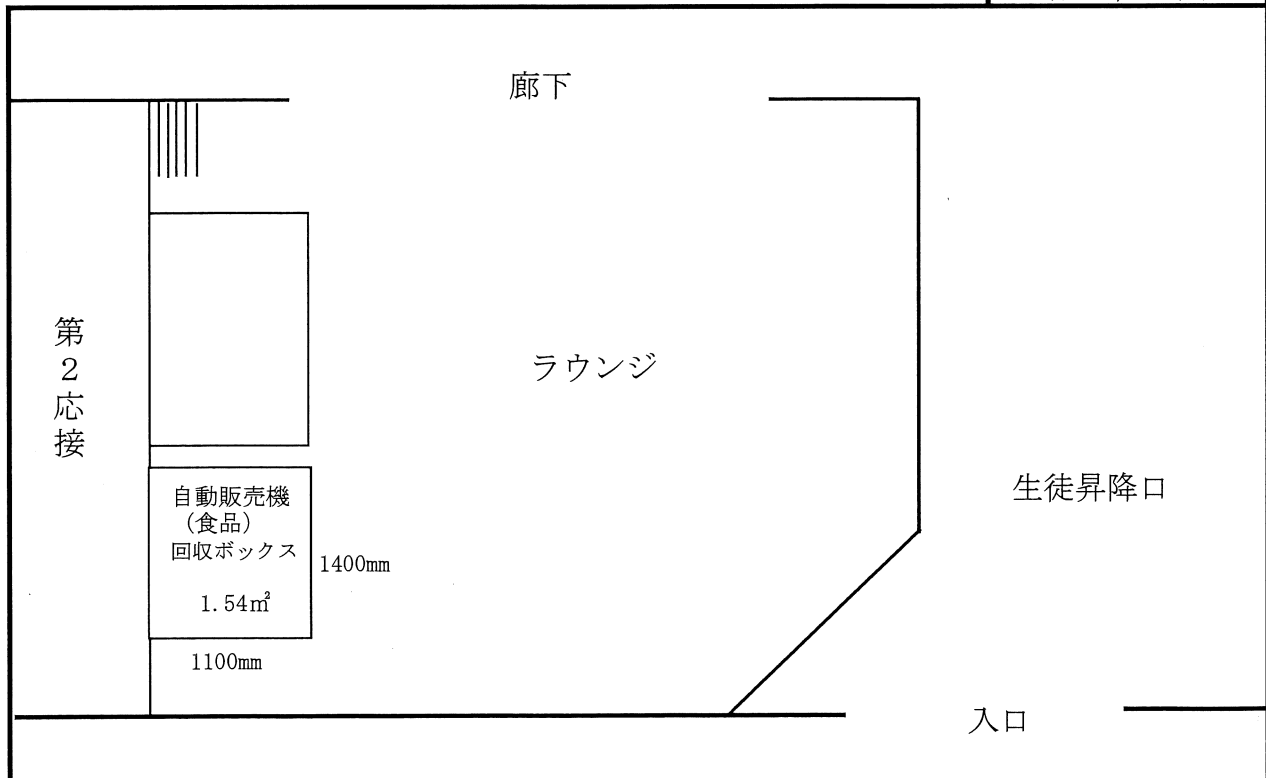 廊下
第2応接
ラウンジ
自動販売機
（食品）
回収ボックス
1.54㎡
1400mm
1100mm
生徒昇降口
入口